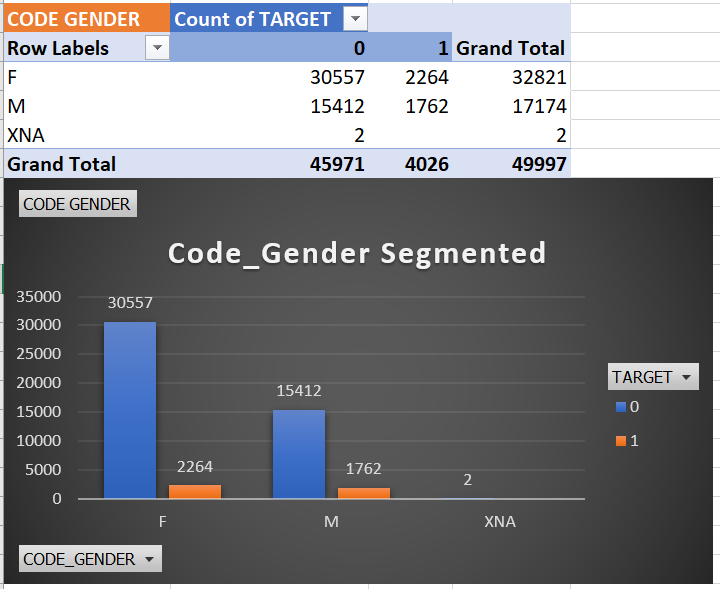 CODE GENDER Count of TARGET
Row Labels 0 1 Grand Total
F 30557 2264 32821
M 15412 1762 17174
XNA 2 2
Grand Total 45971 4026 49997
CODE GENDER
Code_Gender Segmented
35000
30000
25000
20000
15000
10000
5000
0
30557
2264
15412
1762
2
F M XNA
TARGET
0
1
CODE_GENDER